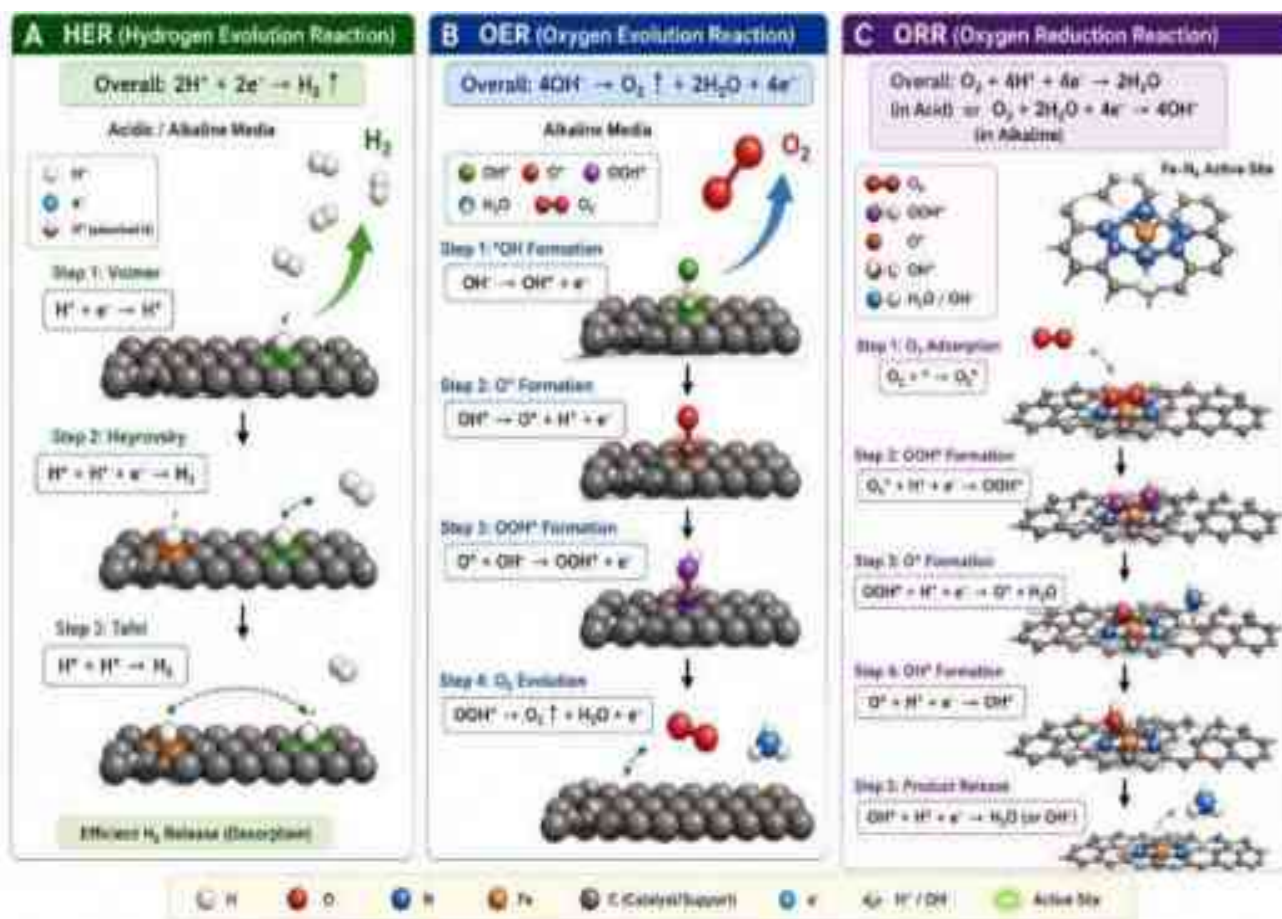 A HER (Hydrogen Evolution Reaction)
Overall: 2H⁺ + 2e⁻ → H₂ ↑
Acidic / Alkaline Media
H₂
H⁺
e⁻
H* (adsorbed H)
Step 1: Volmer
H⁺ + e⁻ → H*
Step 2: Heyrovsky
H* + H⁺ + e⁻ → H₂
Step 3: Tafel
H* + H* → H₂
Efficient H₂ Release (Desorption)
B OER (Oxygen Evolution Reaction)
Overall: 4OH⁻ → O₂ ↑ + 2H₂O + 4e⁻
Alkaline Media
O₂
OH* O* OOH*
H₂O O₂
Step 1: *OH Formation
OH⁻ → OH* + e⁻
Step 2: O* Formation
OH* → O* + H⁺ + e⁻
Step 3: OOH* Formation
O* + OH⁻ → OOH* + e⁻
Step 4: O₂ Evolution
OOH* → O₂ ↑ + H₂O + e⁻
C ORR (Oxygen Reduction Reaction)
Overall: O₂ + 4H⁺ + 4e⁻ → 2H₂O
(in Acid) or O₂ + 2H₂O + 4e⁻ → 4OH⁻
(in Alkaline)
Fe-N₄ Active Site
O₂
OOH*
O*
OH*
H₂O / OH⁻
Step 1: O₂ Adsorption
O₂ + * → O₂*
Step 2: OOH* Formation
O₂* + H⁺ + e⁻ → OOH*
Step 3: O* Formation
OOH* + H⁺ + e⁻ → O* + H₂O
Step 4: OH* Formation
O* + H⁺ + e⁻ → OH*
Step 5: Product Release
OH* + H⁺ + e⁻ → H₂O (or OH⁻)
H O N Fe C (Catalyst/Support) e⁻ H⁺ / OH⁻ Active Site